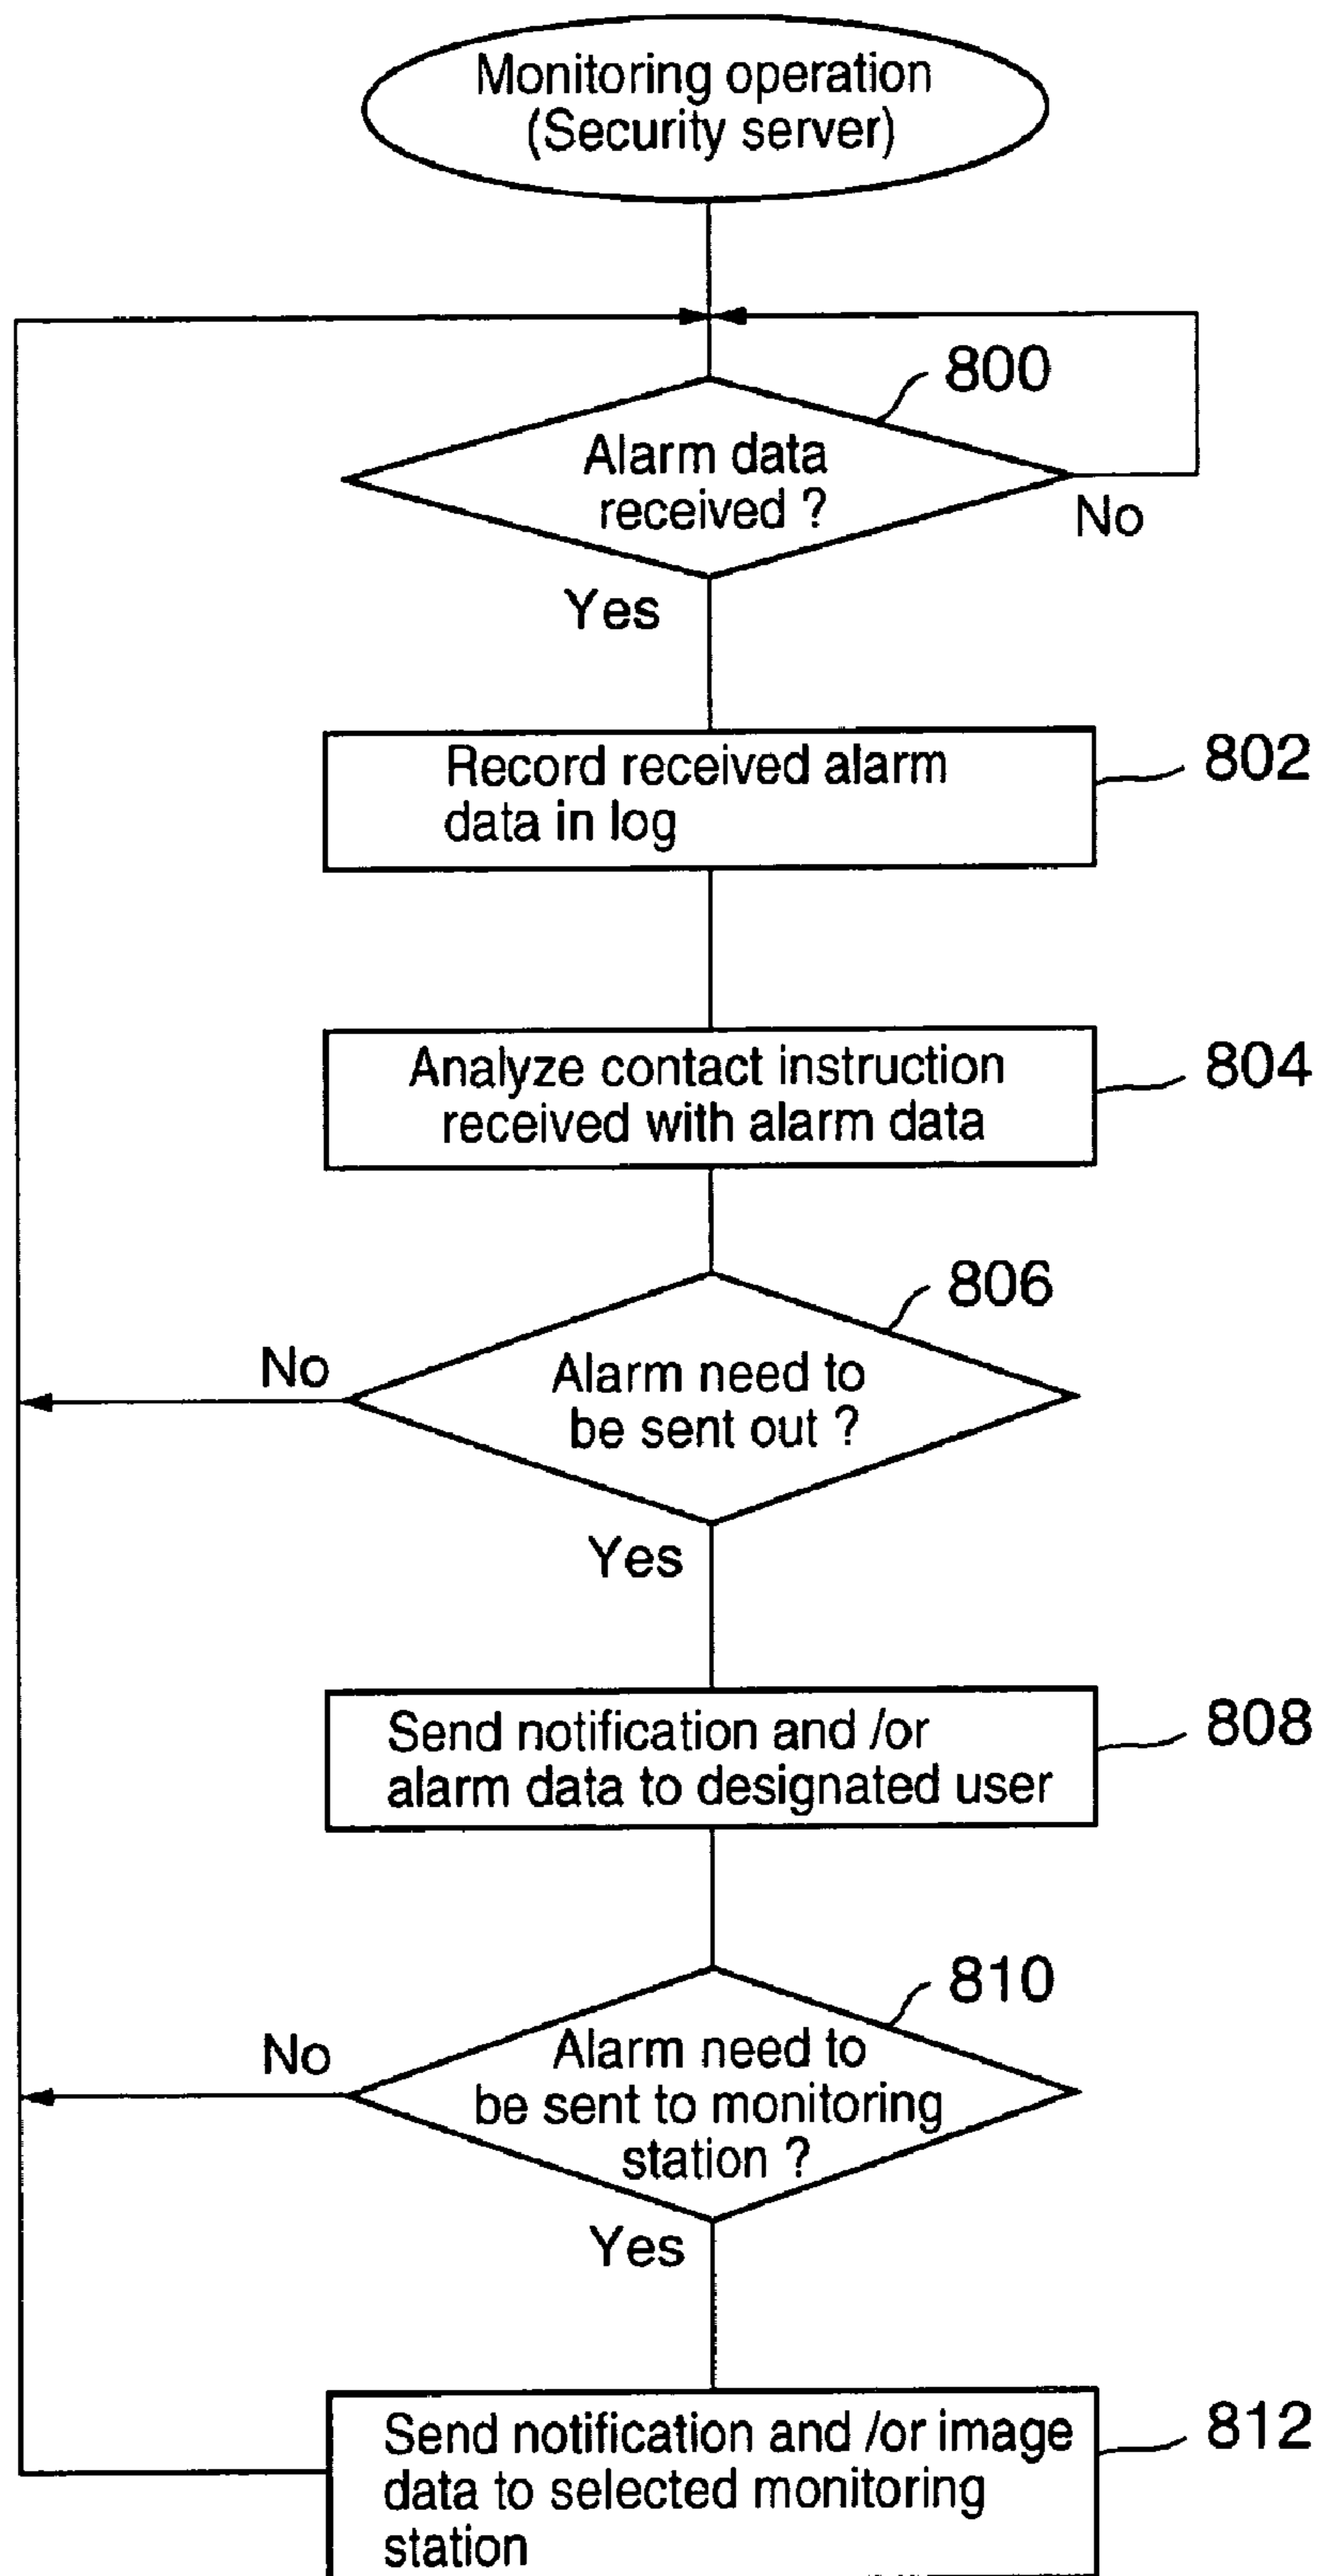 Monitoring operation
(Security server)
800
Alarm data
received ?
No
Yes
Record received alarm
data in log
802
Analyze contact instruction
received with alarm data
804
806
No
Alarm need to
be sent out ?
Yes
Send notification and /or
alarm data to designated user
808
810
No
Alarm need to
be sent to monitoring
station ?
Yes
Send notification and /or image
data to selected monitoring
station
812